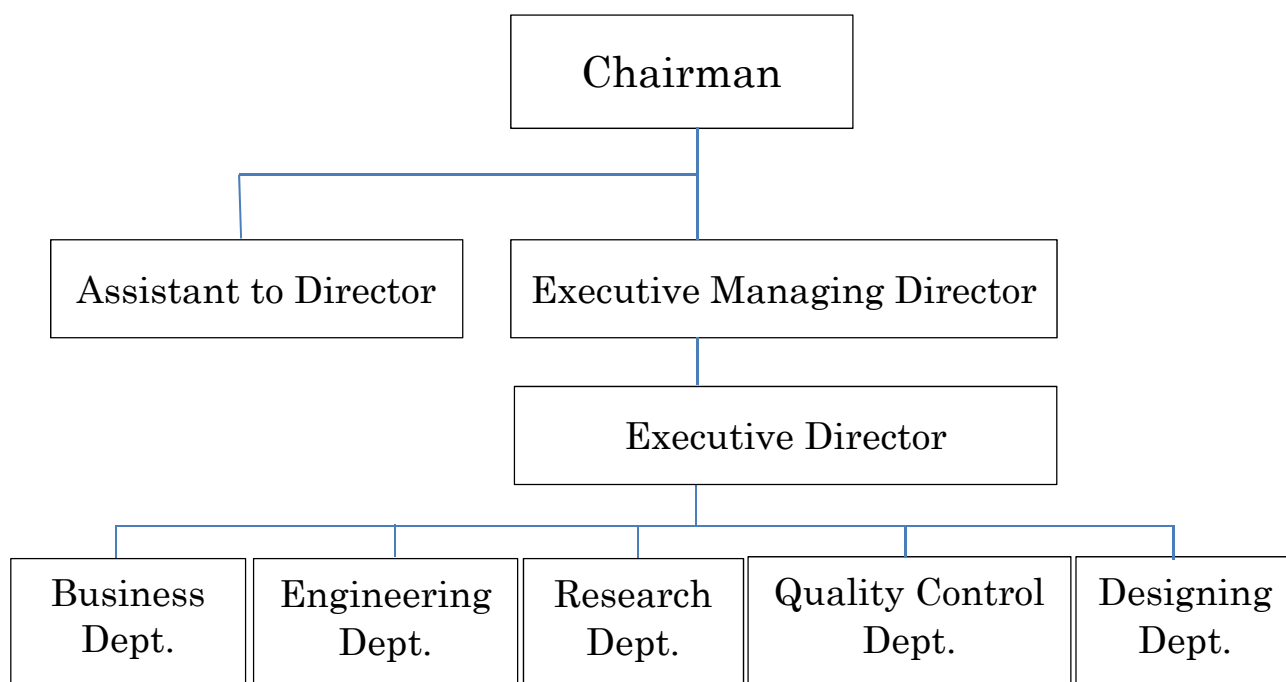 Chairman
Assistant to Director
Executive Managing Director
Executive Director
Business
Dept.
Engineering
Dept.
Research
Dept.
Quality Control
Dept.
Designing
Dept.